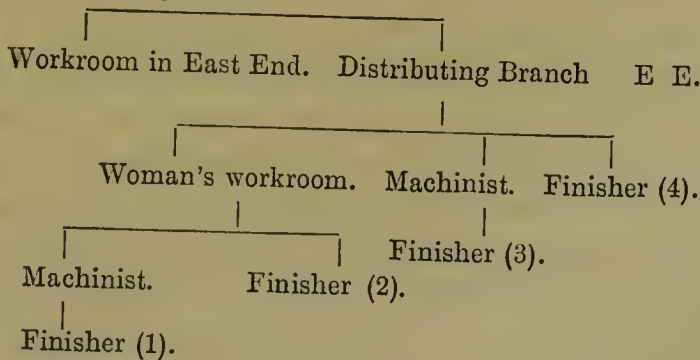 Workroom in East End. Distributing Branch E E.
Woman's workroom. Machinist. Finisher (4).
Finisher (3).
Machinist. Finisher (2).
Finisher (1).